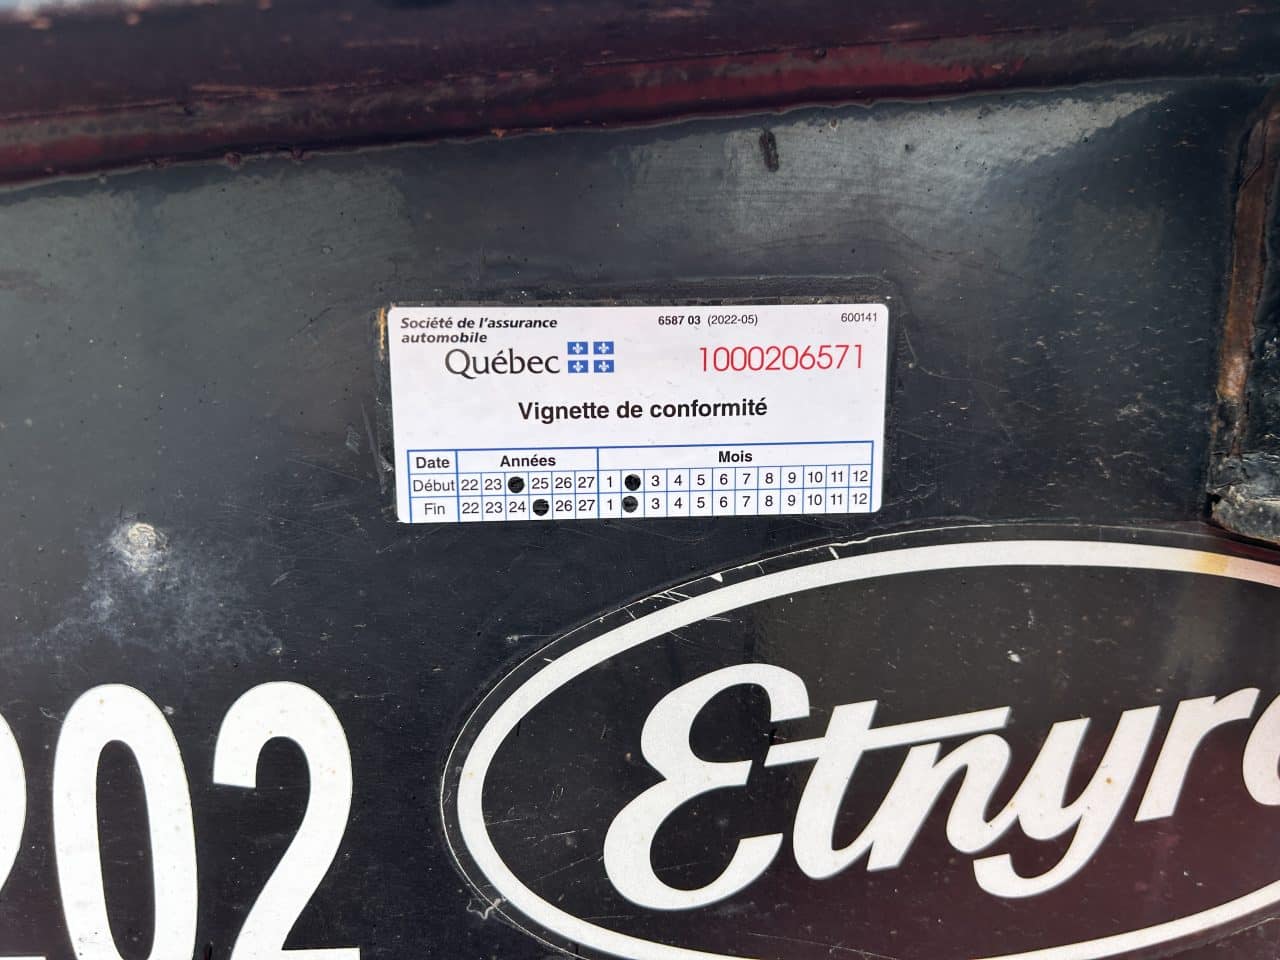 Société de l'assurance
automobile
Québec
6587 03 (2022-05)
600141
1000206571
Vignette de conformité
Date Années Mois
Début 22 23 25 26 27 1 3 4 5 6 7 8 9 10 11 12
Fin 22 23 24 26 27 1 3 4 5 6 7 8 9 10 11 12
202
Etnyre